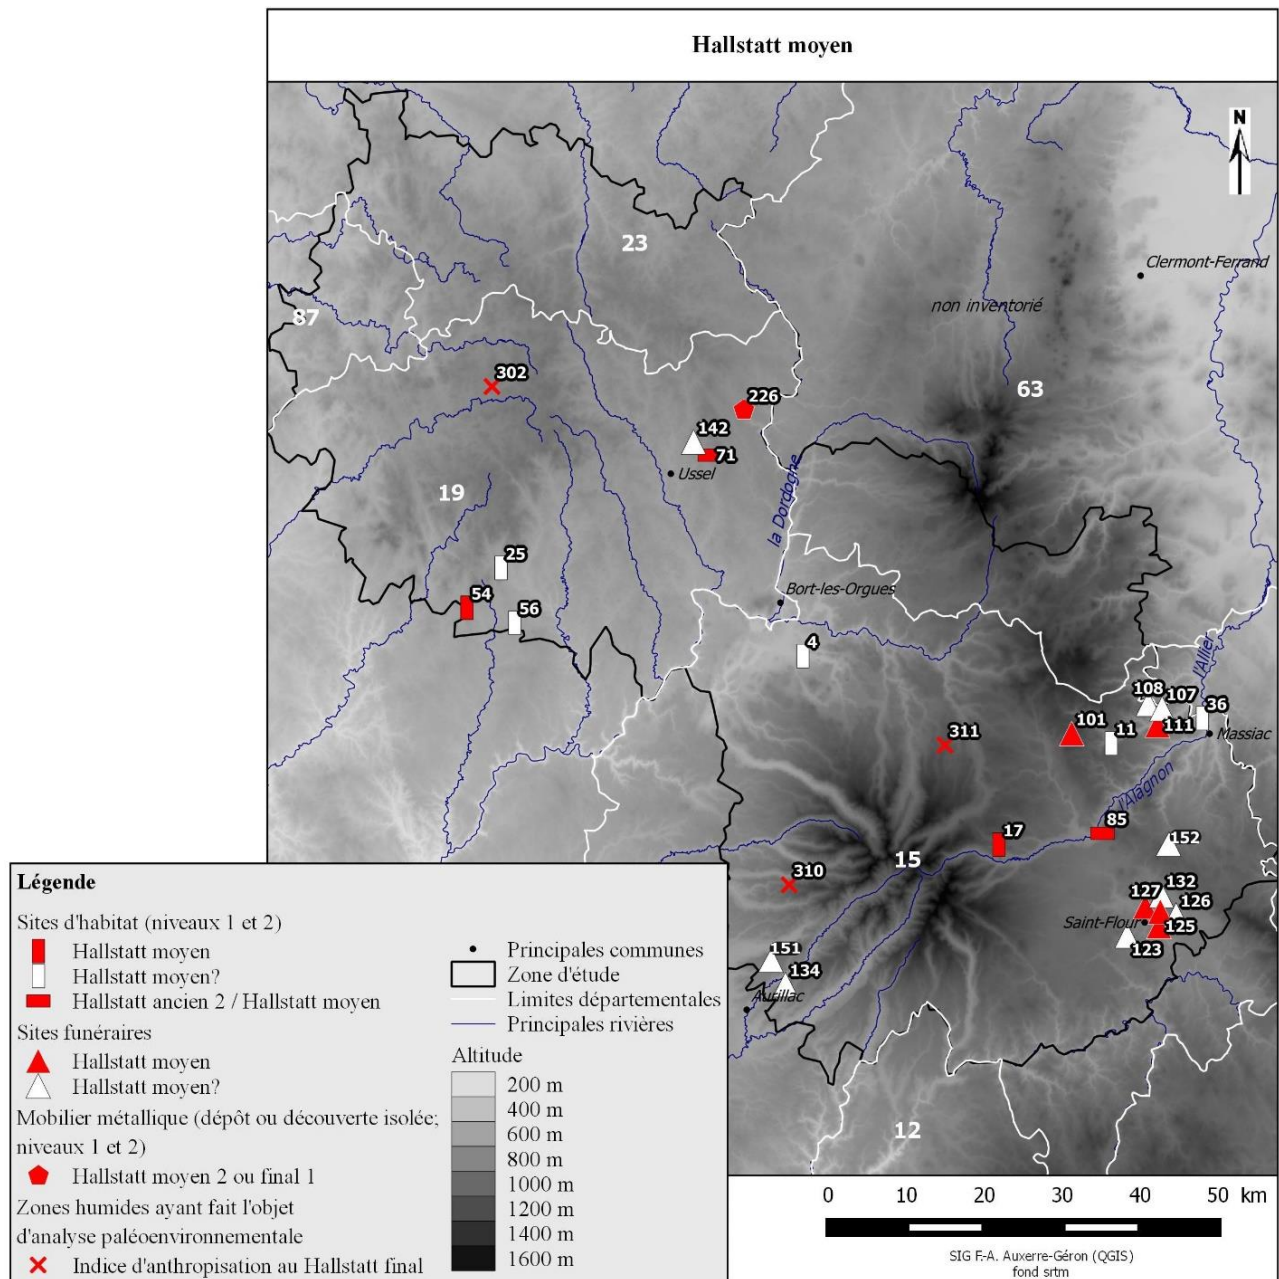 Hallstatt moyen
N
23
Clermont-Ferrand
87
non inventorié
302
63
226
142
71
Ussel
la Dordogne
19
25
54
56
Bort-les-Orgues
4
l'Allier
108
107
36
101
11
111
Massiac
311
l'Alagnon
17
85
152
15
310
127
132
126
Saint-Flour
125
123
151
134
Aurillac
12
Légende
Sites d'habitat (niveaux 1 et 2)
Hallstatt moyen
Hallstatt moyen?
Hallstatt ancien 2 / Hallstatt moyen
Sites funéraires
Hallstatt moyen
Hallstatt moyen?
Mobilier métallique (dépôt ou découverte isolée;
niveaux 1 et 2)
Hallstatt moyen 2 ou final 1
Zones humides ayant fait l'objet
d'analyse paléoenvironnementale
Indice d'anthropisation au Hallstatt final
Principales communes
Zone d'étude
Limites départementales
Principales rivières
Altitude
200 m
400 m
600 m
800 m
1000 m
1200 m
1400 m
1600 m
0 10 20 30 40 50 km
SIG F.-A. Auxerre-Géron (QGIS)
fond srtm